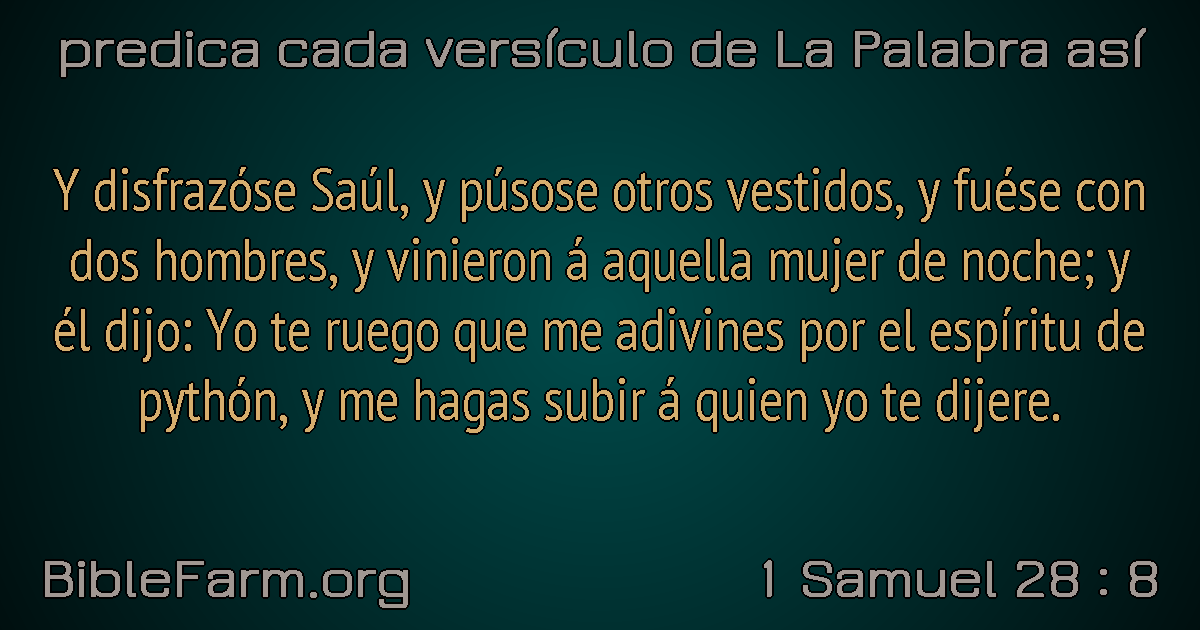 predica cada versículo de La Palabra así
Y disfrazóse Saúl, y púsose otros vestidos, y fuése con
dos hombres, y vinieron á aquella mujer de noche; y
él dijo: Yo te ruego que me adivines por el espíritu de
pythón, y me hagas subir á quien yo te dijere.
BibleFarm.org
1 Samuel 28 : 8